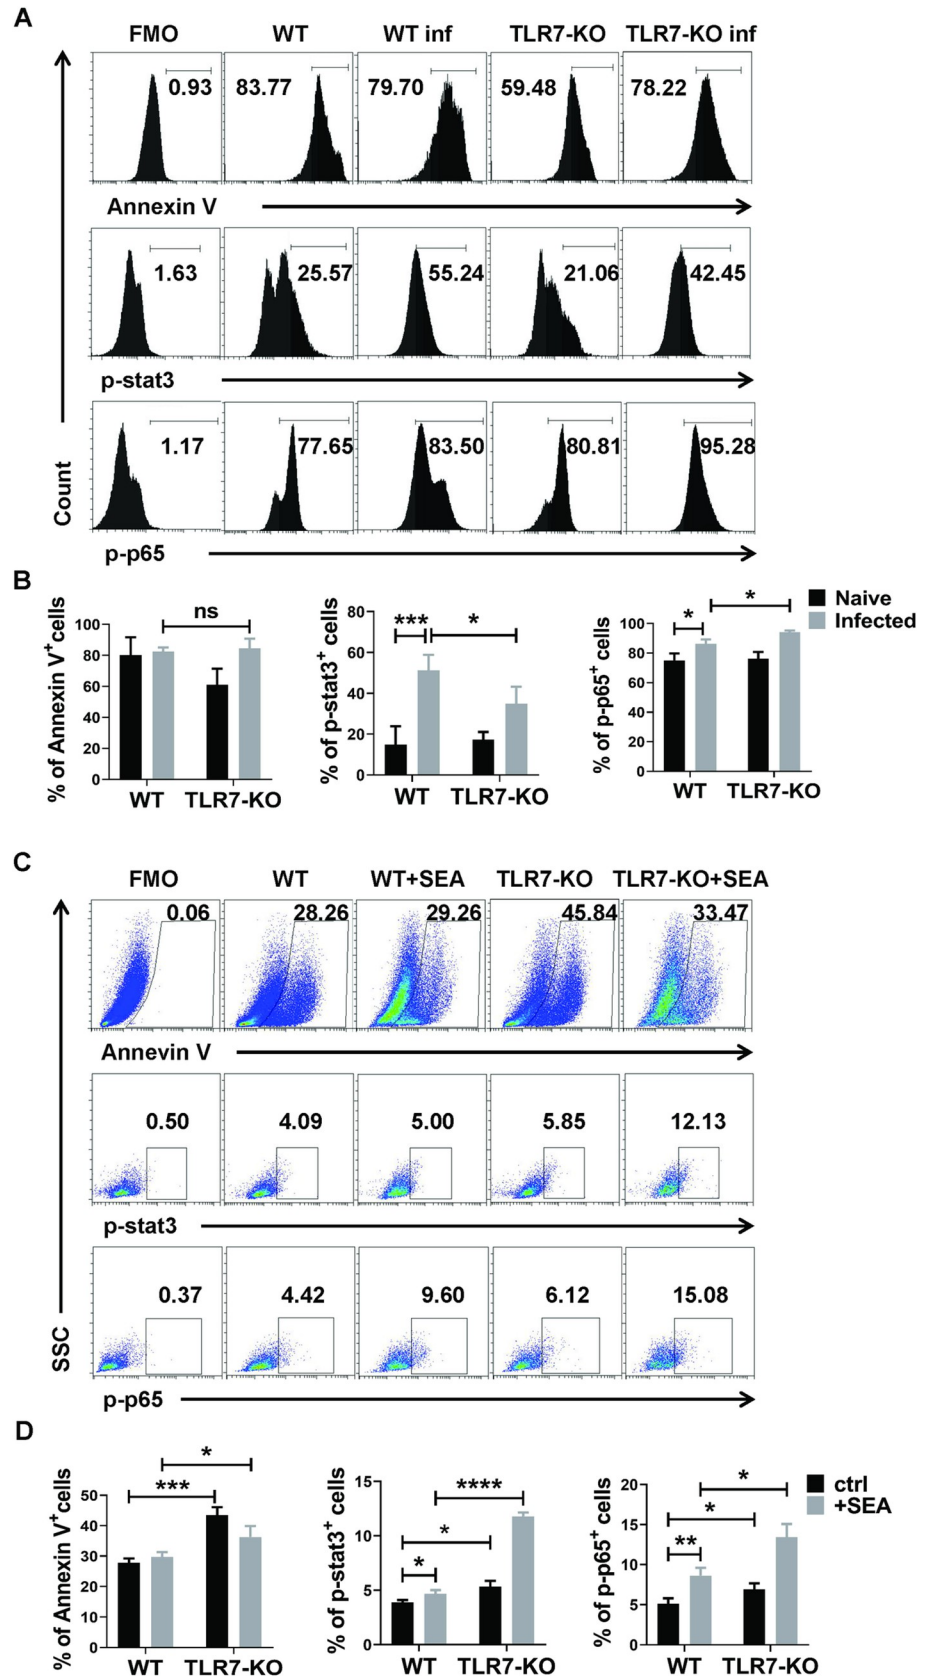 A
FMO WT WT inf TLR7-KO TLR7-KO inf
0.93 83.77 79.70 59.48 78.22
Annexin V
1.63 25.57 55.24 21.06 42.45
p-stat3
1.17 77.65 83.50 80.81 95.28
Count
p-p65
B
% of Annexin V+cells
100
80
60
40
20
0
ns
WT TLR7-KO
% of p-stat3+ cells
80
60
40
20
0
*** *
WT TLR7-KO
% of p-p65+ cells
100
80
60
40
20
0
* *
WT TLR7-KO
Naive
Infected
C
FMO WT WT+SEA TLR7-KO TLR7-KO+SEA
0.06 28.26 29.26 45.84 33.47
Annevin V
0.50 4.09 5.00 5.85 12.13
p-stat3
0.37 4.42 9.60 6.12 15.08
SSC
p-p65
D
% of Annexin V+cells
50
40
30
20
10
0
*
***
WT TLR7-KO
% of p-stat3+ cells
15
10
5
0
****
*
*
WT TLR7-KO
% of p-p65+ cells
20
15
10
5
0
*
*
**
WT TLR7-KO
ctrl
+SEA